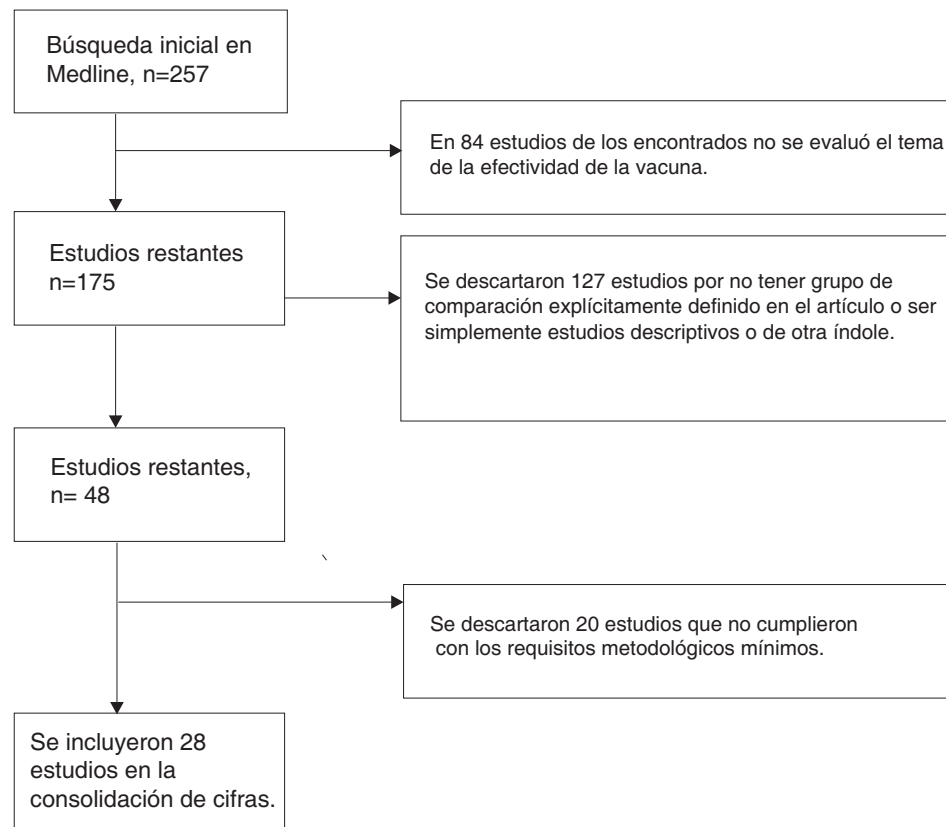 Búsqueda inicial en
Medline, n=257
En 84 estudios de los encontrados no se evaluó el tema
de la efectividad de la vacuna.
Estudios restantes
n=175
Se descartaron 127 estudios por no tener grupo de
comparación explícitamente definido en el artículo o ser
simplemente estudios descriptivos o de otra índole.
Estudios restantes,
n= 48
Se descartaron 20 estudios que no cumplieron
con los requisitos metodológicos mínimos.
Se incluyeron 28
estudios en la
consolidación de cifras.